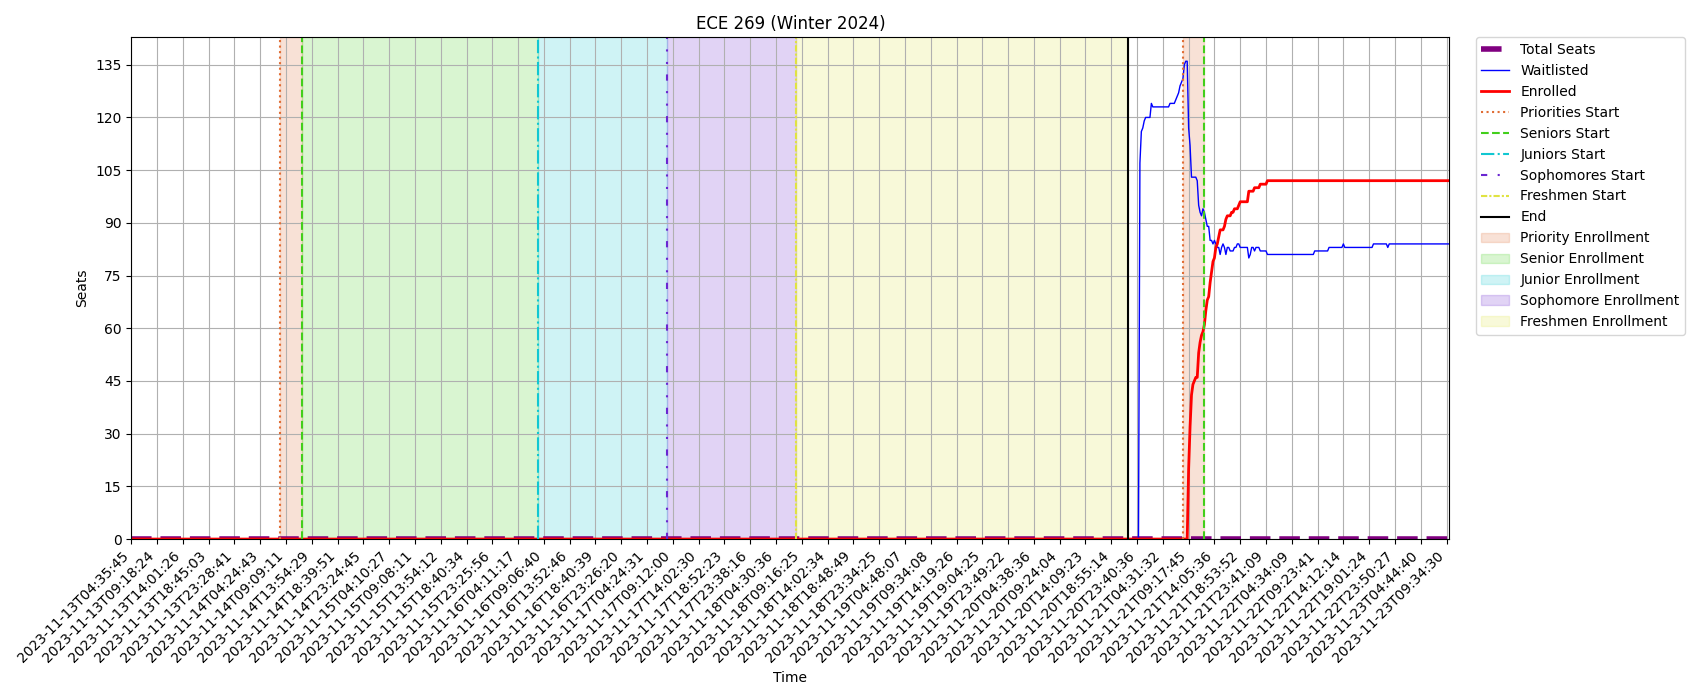 ECE 269 (Winter 2024)
135
120
105
90
75
60
45
30
15
0
Seats
2023-11-13T04:35:45
2023-11-13T09:18:24
2023-11-13T14:01:26
2023-11-13T18:45:03
2023-11-13T23:28:41
2023-11-14T04:24:43
2023-11-14T09:09:11
2023-11-14T13:54:29
2023-11-14T18:39:51
2023-11-14T23:24:45
2023-11-15T04:10:27
2023-11-15T09:08:11
2023-11-15T13:54:12
2023-11-15T18:40:34
2023-11-15T23:25:56
2023-11-16T04:11:17
2023-11-16T09:06:40
2023-11-16T13:52:46
2023-11-16T18:40:39
2023-11-16T23:26:20
2023-11-17T04:24:31
2023-11-17T09:12:00
2023-11-17T14:02:30
2023-11-17T18:52:23
2023-11-17T23:38:16
2023-11-18T04:30:36
2023-11-18T09:16:25
2023-11-18T14:02:34
2023-11-18T18:48:49
2023-11-18T23:34:25
2023-11-19T04:48:07
2023-11-19T09:34:08
2023-11-19T14:19:26
2023-11-19T19:04:25
2023-11-19T23:49:22
2023-11-20T04:38:36
2023-11-20T09:24:04
2023-11-20T14:09:23
2023-11-20T18:55:14
2023-11-20T23:40:36
2023-11-21T04:31:32
2023-11-21T09:17:45
2023-11-21T14:05:36
2023-11-21T18:53:52
2023-11-21T23:41:09
2023-11-22T04:34:09
2023-11-22T09:23:41
2023-11-22T14:12:14
2023-11-22T19:01:24
2023-11-22T23:50:27
2023-11-23T04:44:40
2023-11-23T09:34:30
Time
Total Seats
Waitlisted
Enrolled
Priorities Start
Seniors Start
Juniors Start
Sophomores Start
Freshmen Start
End
Priority Enrollment
Senior Enrollment
Junior Enrollment
Sophomore Enrollment
Freshmen Enrollment